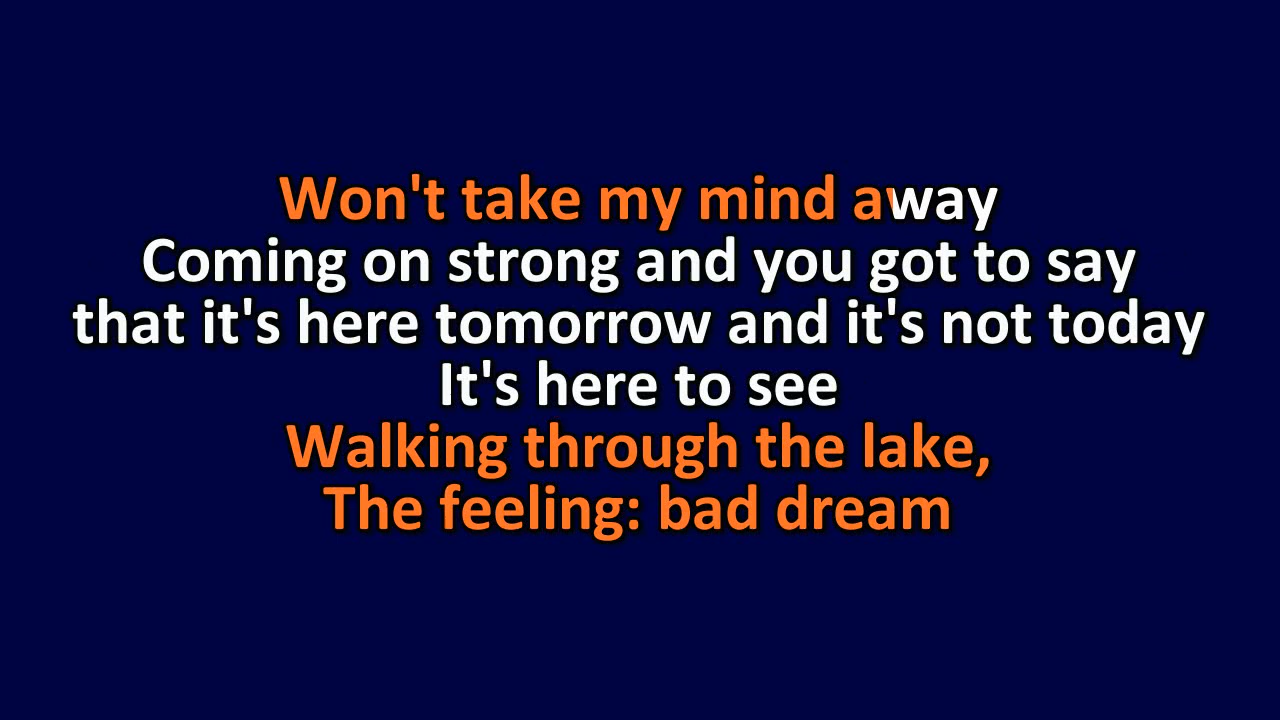 Won't take my mind away
Coming on strong and you got to say
that it's here tomorrow and it's not today
It's here to see
Walking through the lake,
The feeling: bad dream